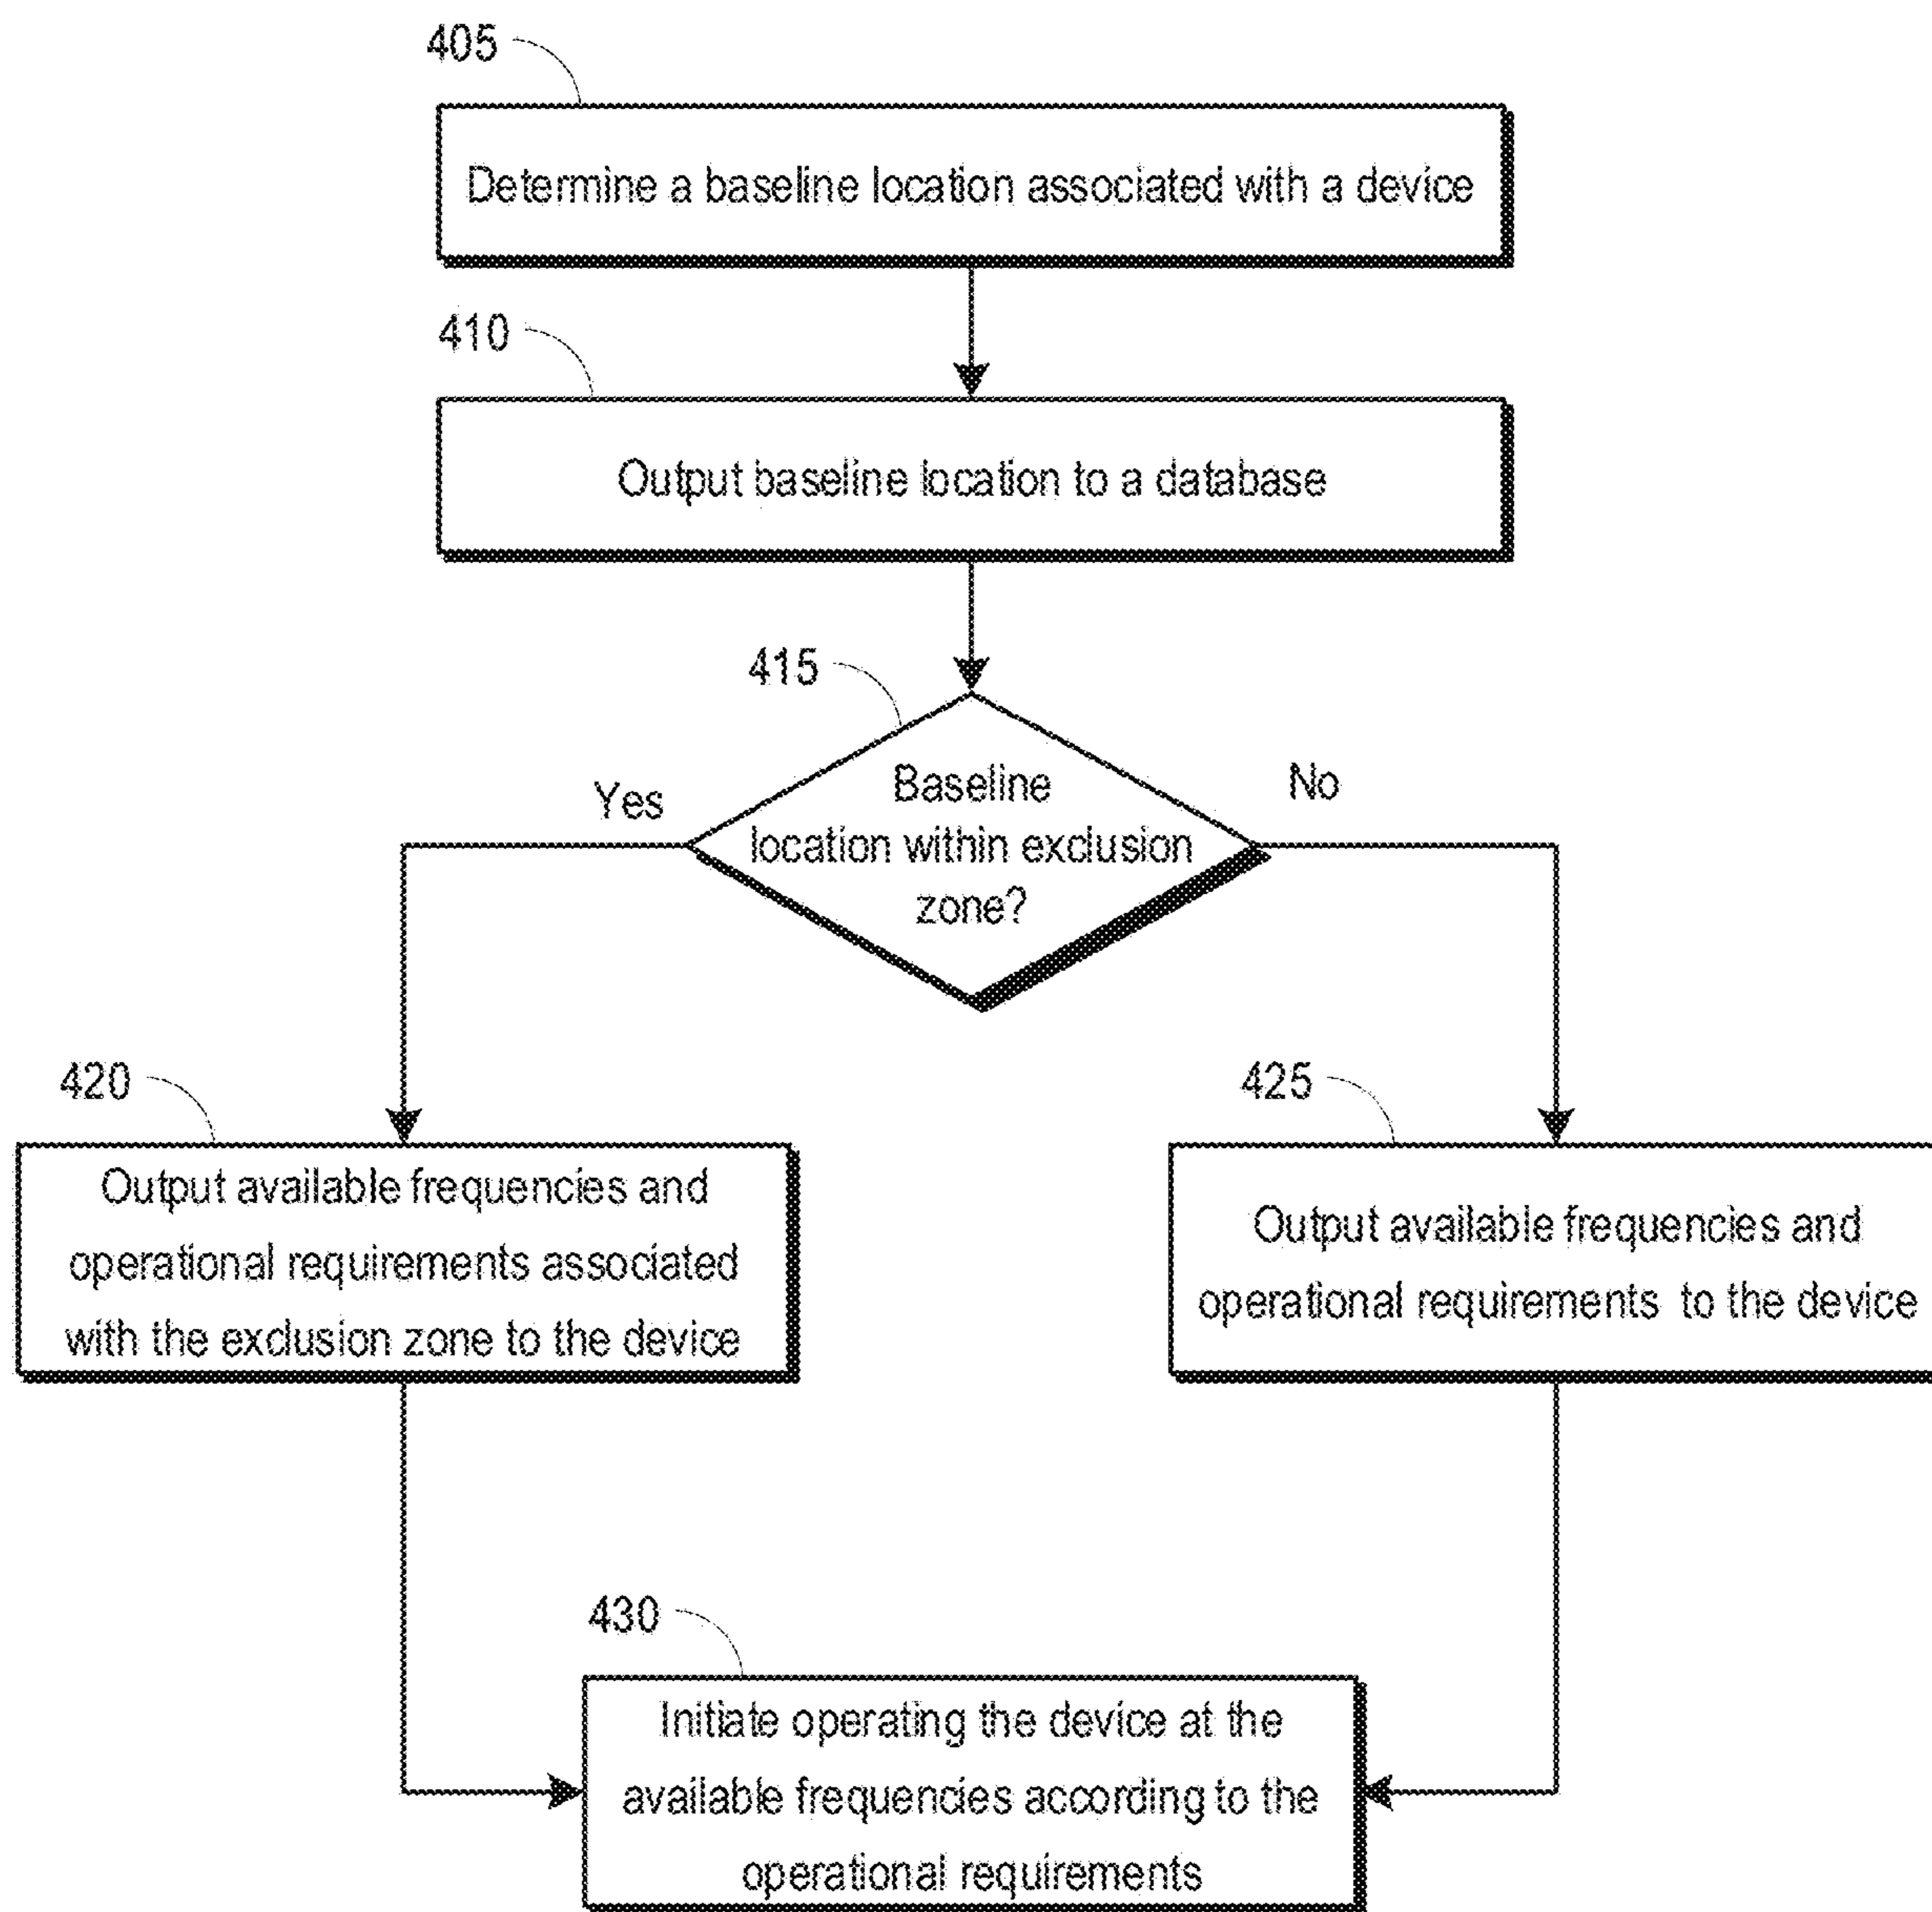 405
Determine a baseline location associated with a device
410
Output baseline location to a database
415
Baseline
location within exclusion
zone?
Yes
No
420
Output available frequencies and
operational requirements associated
with the exclusion zone to the device
425
Output available frequencies and
operational requirements to the device
430
Initiate operating the device at the
available frequencies according to the
operational requirements